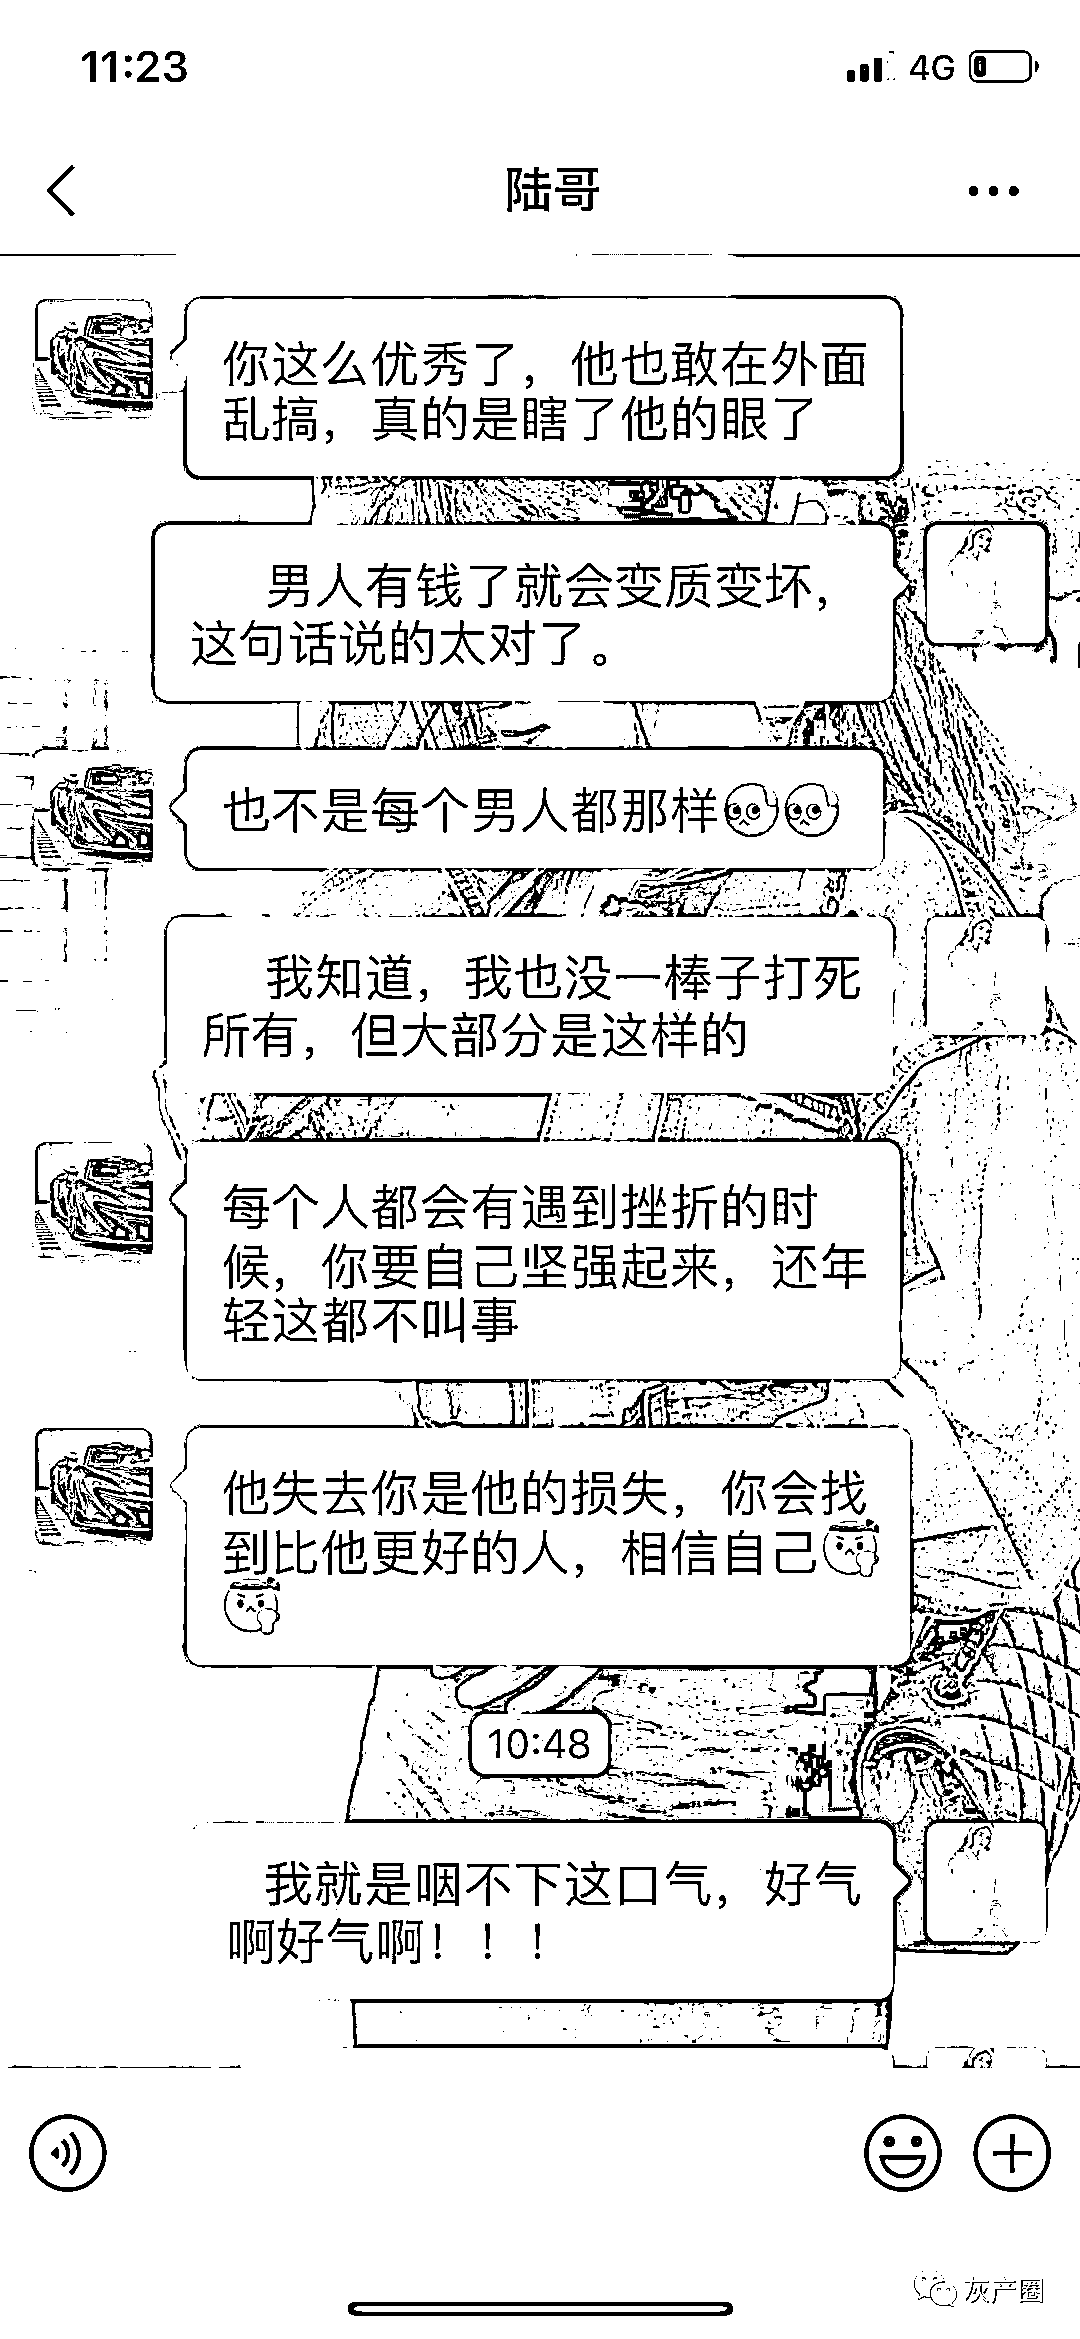 11:23
4G
陆哥
你这么优秀了，他也敢在外面
乱搞，真的是瞎了他的眼了
男人有钱了就会变质变坏，
这句话说的太对了。
也不是每个男人都那样
我知道，我也没一棒子打死
所有，但大部分是这样的
每个人都会有遇到挫折的时
候，你要自己坚强起来，还年
轻这都不叫事
他失去你是他的损失，你会找
到比他更好的人，相信自己
10:48
我就是咽不下这口气，好气
啊好气啊！！！
灰产圈